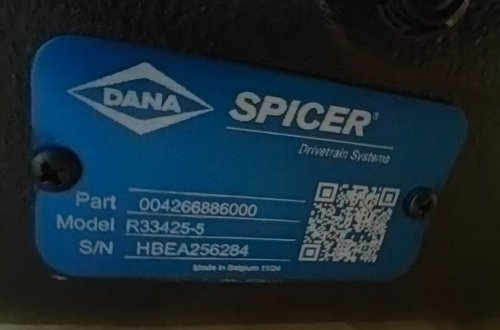 DANA
SPICER
Drivetrain Systems
Part 004266886000
Model R33425-5
S/N HBEA256284
Made in Belgium 11/24